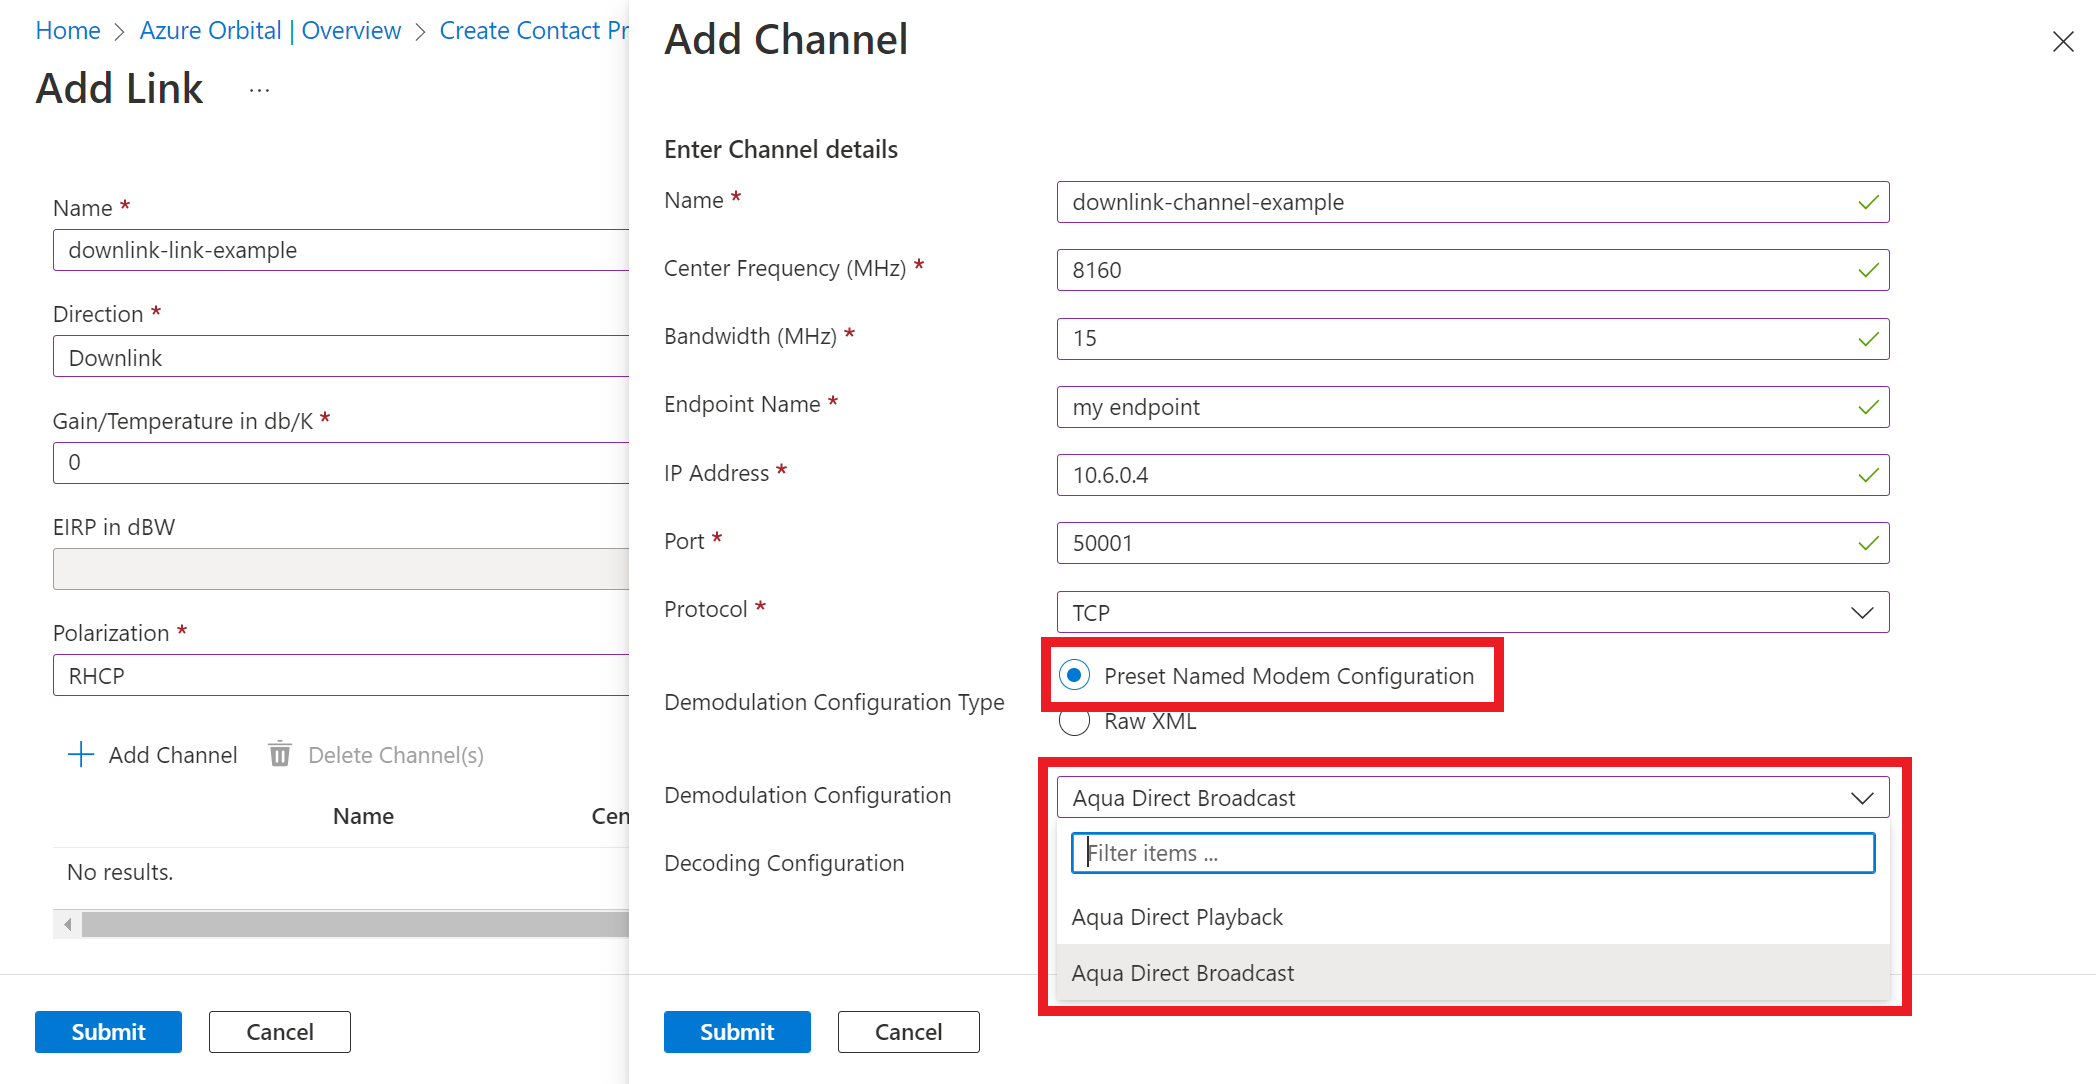 Home > Azure Orbital | Overview > Create Contact Pr
Add Link ...
Name *
downlink-link-example
Direction *
Downlink
Gain/Temperature in db/K *
0
EIRP in dBW
Polarization *
RHCP
Add Channel Delete Channel(s)
Name Cen
No results.
Submit Cancel
Add Channel
Enter Channel details
Name * downlink-channel-example
Center Frequency (MHz) * 8160
Bandwidth (MHz) * 15
Endpoint Name * my endpoint
IP Address * 10.6.0.4
Port * 50001
Protocol * TCP
Demodulation Configuration Type
Preset Named Modem Configuration
Raw XML
Demodulation Configuration Aqua Direct Broadcast
Filter items ...
Decoding Configuration
Aqua Direct Playback
Aqua Direct Broadcast
Submit Cancel